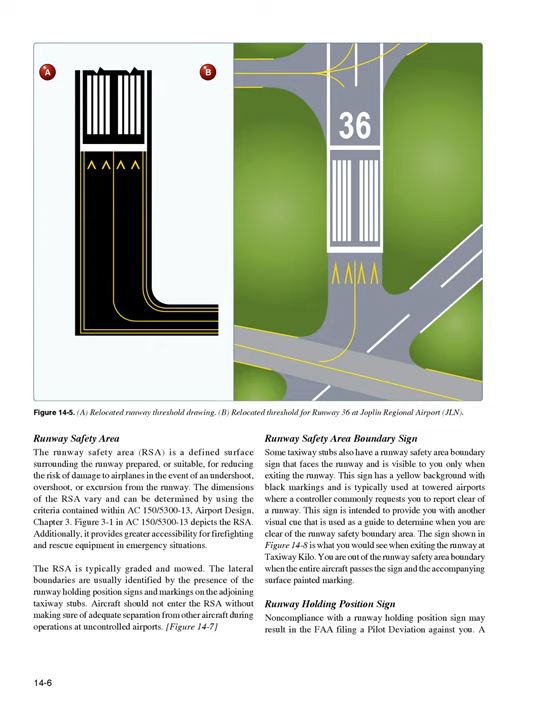 A
B
36
Figure 14-5. (A) Relocated runway threshold drawing. (B) Relocated threshold for Runway 36 at Joplin Regional Airport (JLN).
Runway Safety Area
The runway safety area (RSA) is a defined surface
surrounding the runway prepared, or suitable, for reducing
the risk of damage to airplanes in the event of an undershoot,
overshoot, or excursion from the runway. The dimensions
of the RSA vary and can be determined by using the
criteria contained within AC 150/5300-13, Airport Design,
Chapter 3. Figure 3-1 in AC 150/5300-13 depicts the RSA.
Additionally, it provides greater accessibility for firefighting
and rescue equipment in emergency situations.
The RSA is typically graded and mowed. The lateral
boundaries are usually identified by the presence of the
runway holding position signs and markings on the adjoining
taxiway stubs. Aircraft should not enter the RSA without
making sure of adequate separation from other aircraft during
operations at uncontrolled airports. [Figure 14-7]
Runway Safety Area Boundary Sign
Some taxiway stubs also have a runway safety area boundary
sign that faces the runway and is visible to you only when
exiting the runway. This sign has a yellow background with
black markings and is typically used at towered airports
where a controller commonly requests you to report clear of
a runway. This sign is intended to provide you with another
visual cue that is used as a guide to determine when you are
clear of the runway safety boundary area. The sign shown in
Figure 14-8 is what you would see when exiting the runway at
Taxiway Kilo. You are out of the runway safety area boundary
when the entire aircraft passes the sign and the accompanying
surface painted marking.
Runway Holding Position Sign
Noncompliance with a runway holding position sign may
result in the FAA filing a Pilot Deviation against you. A
14-6